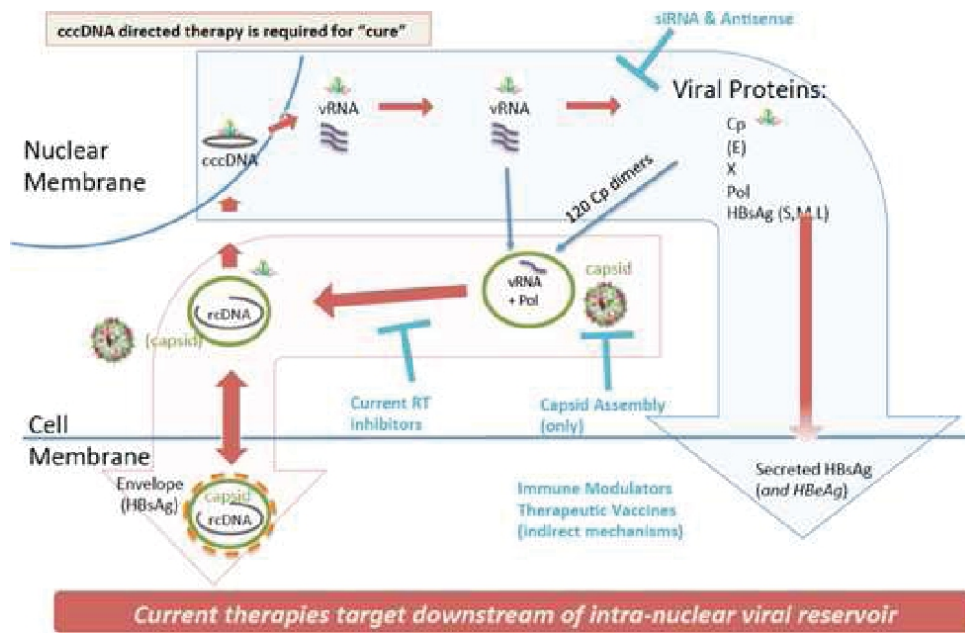 cccDNA directed therapy is required for "cure"
siRNA & Antisense
vRNA
vRNA
Viral Proteins:
Cp
(E)
X
Pol
HBsAg (S,M,L)
cccDNA
Nuclear
Membrane
120 Cp dimers
vRNA
+ Pol
capsid
rcDNA
(capsid)
Current RT
inhibitors
Capsid Assembly
(only)
Cell
Membrane
Envelope
(HBsAg)
capsid
rcDNA
Immune Modulators
Therapeutic Vaccines
(indirect mechanisms)
Secreted HBsAg
(and HBeAg)
Current therapies target downstream of intra-nuclear viral reservoir